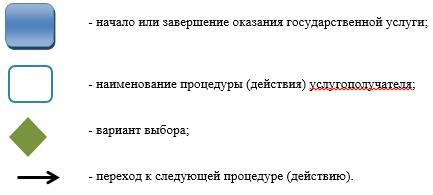 - начало или завершение оказания государственной услуги;
- наименование процедуры (действия) услугополучателя;
- вариант выбора;
- переход к следующей процедуре (действию).